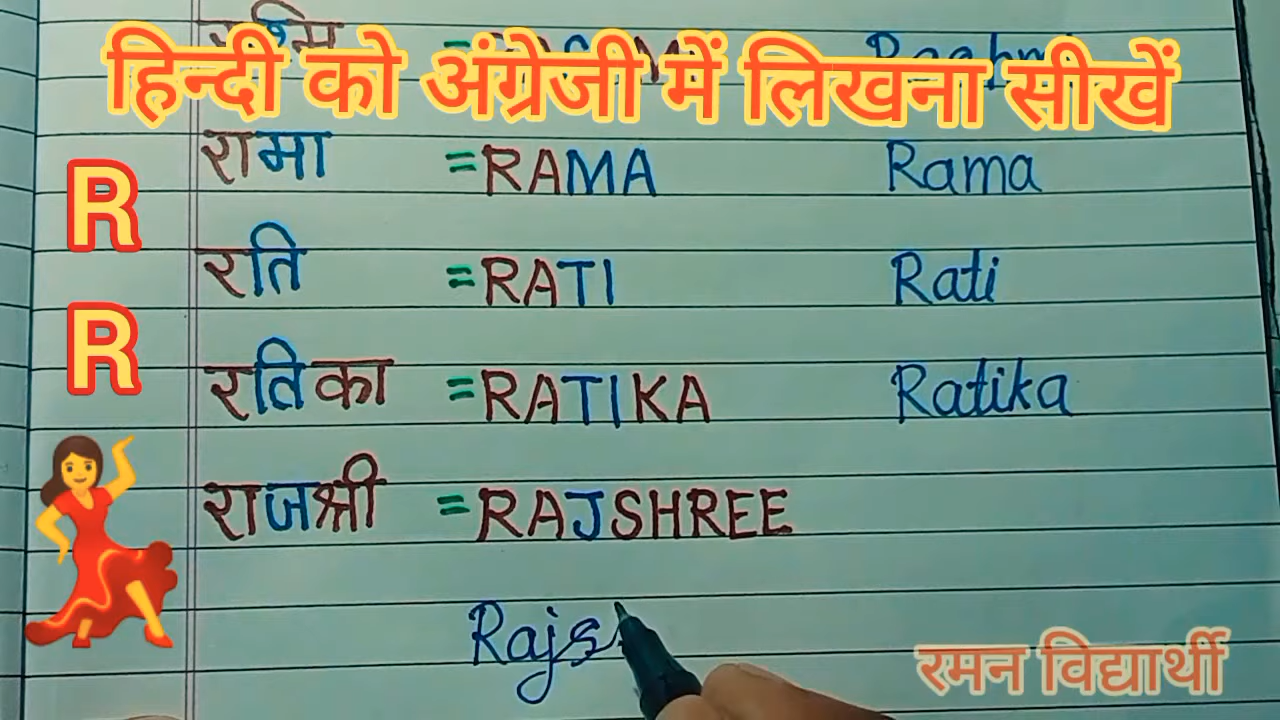 हिन्दी को अंग्रेजी में लिखना सीखें
रामा =RAMA Rama
R
रति =RATI Rati
R
रतिका =RATIKA Ratika
राजश्री =RAJSHREE
Rajs
रमन विद्यार्थी